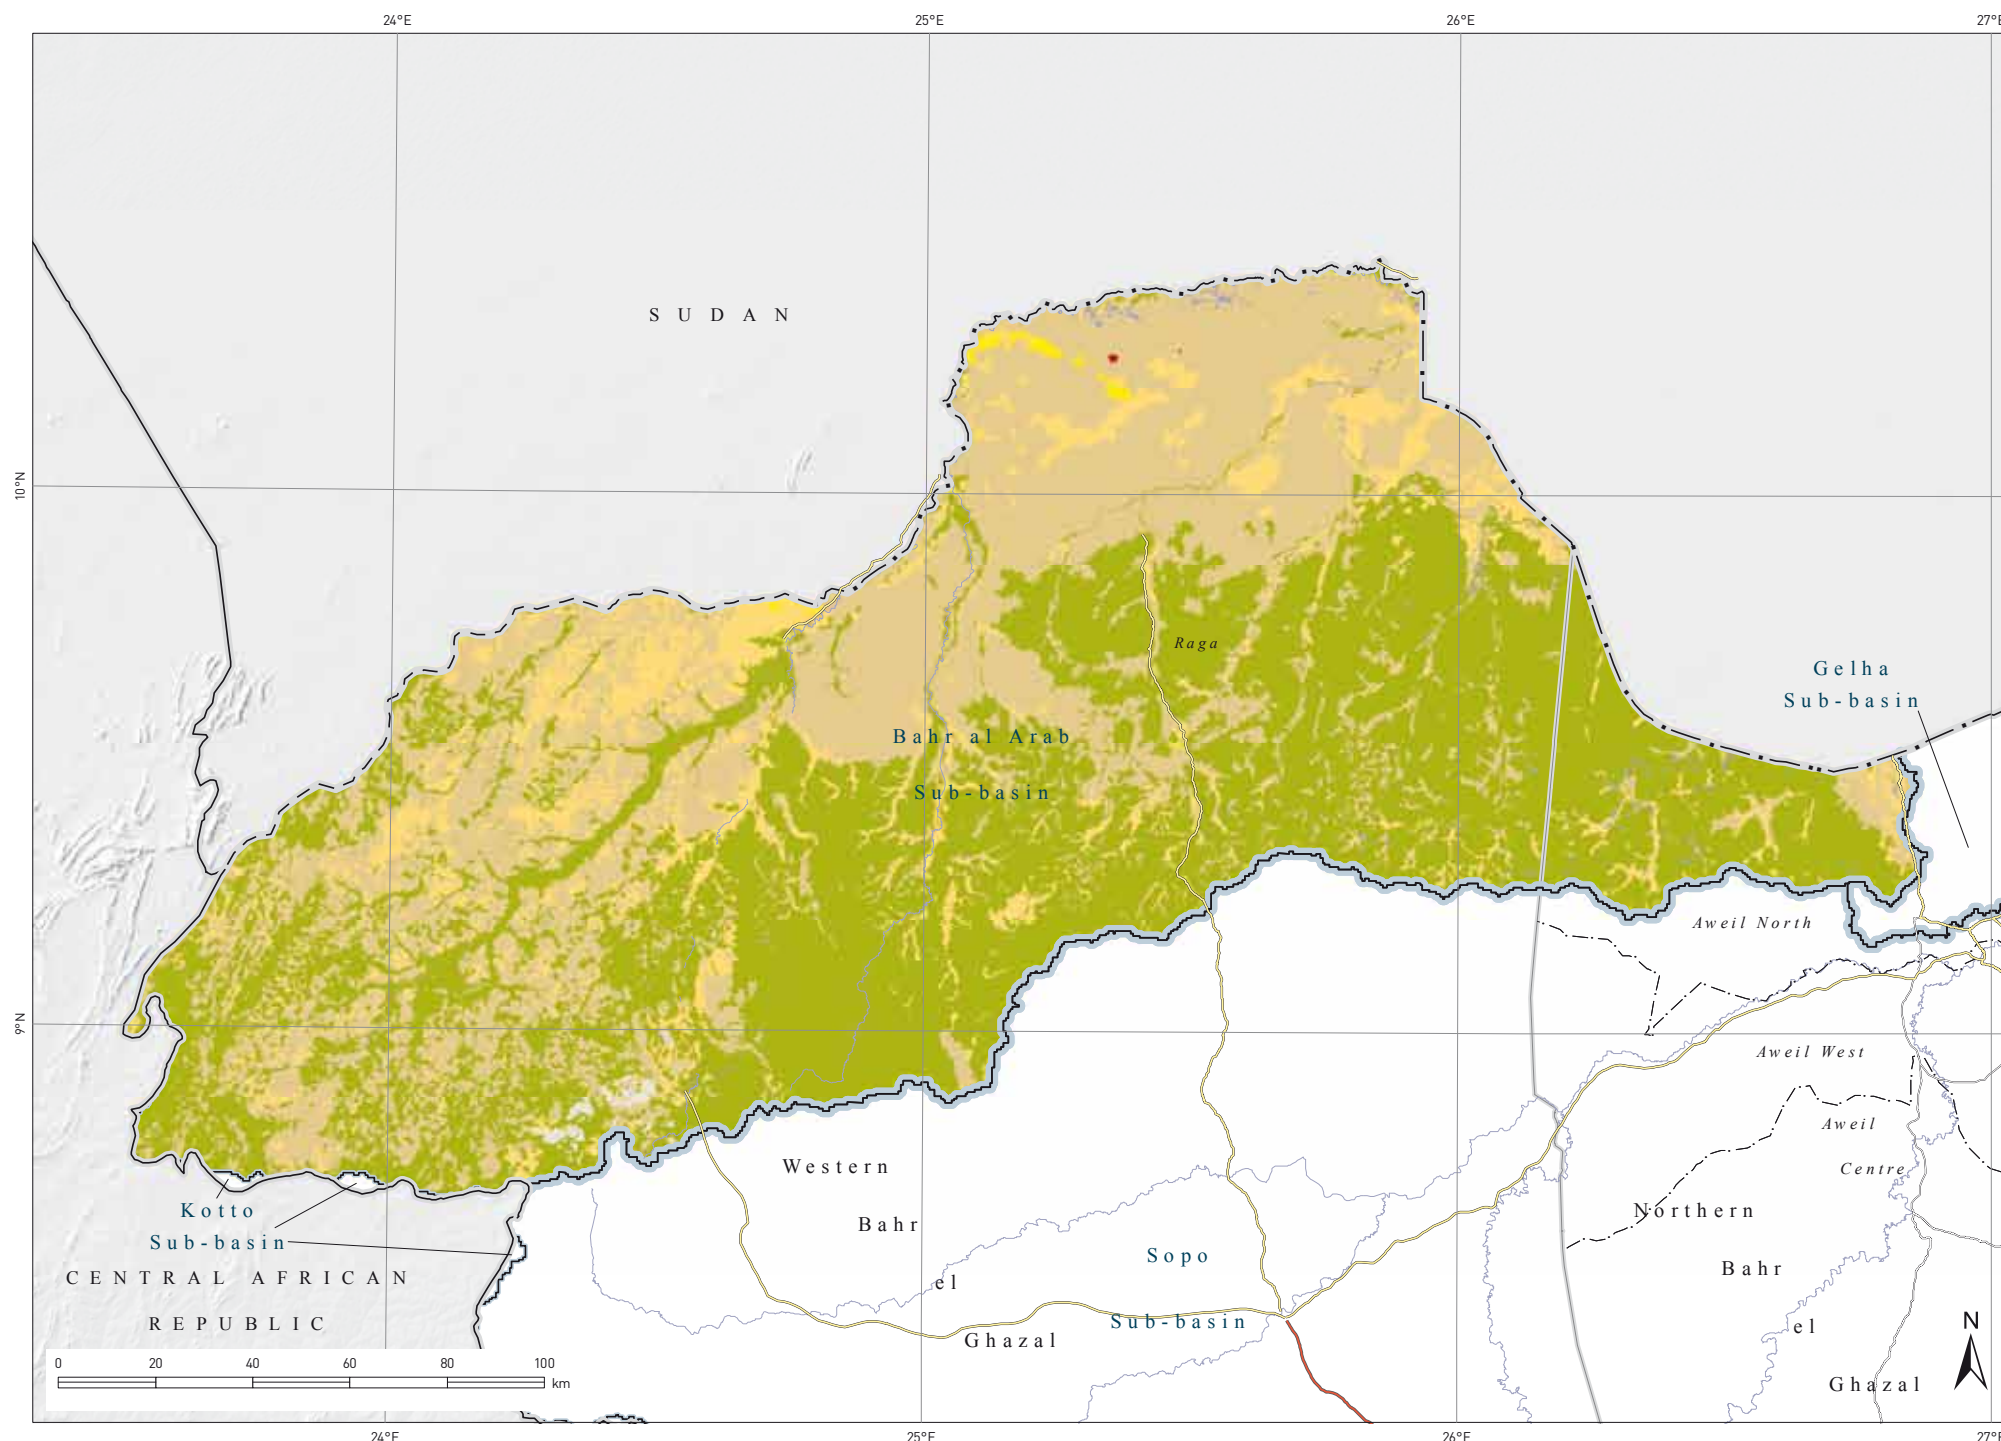 24°E 25°E 26°E 27°E
SUDAN
10°N
Raga
Gelha
Sub-basin
Bahr al Arab
Sub-basin
Aweil North
9°N
Aweil West
Aweil
Centre
Western
Bahr
el
Ghazal
Kotto
Sub-basin
Northern
Bahr
el
Ghazal
Sopo
Sub-basin
CENTRAL AFRICAN
REPUBLIC
N
0 20 40 60 80 100
km
24°E 25°E 26°E 27°E